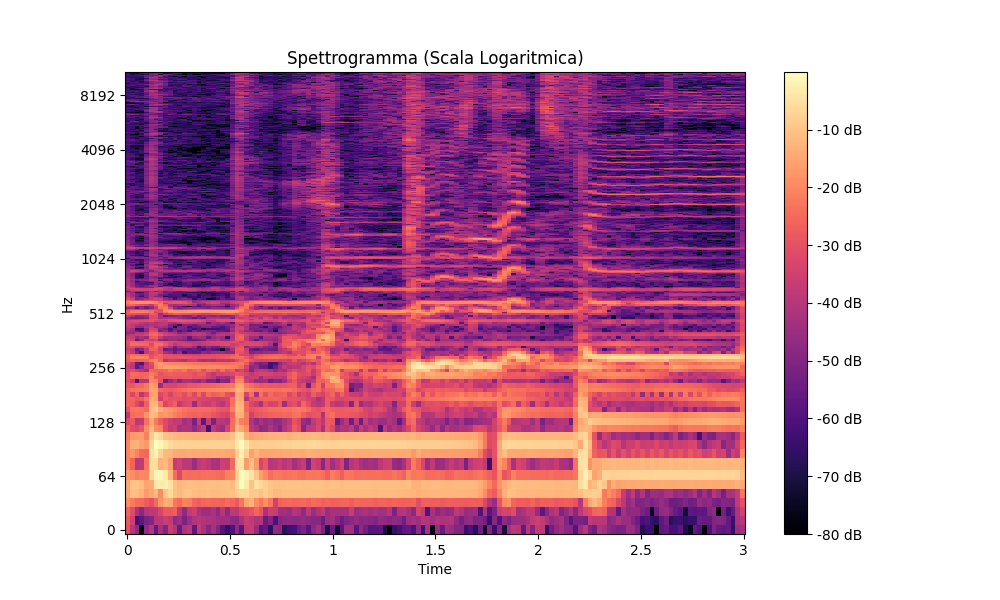 Spettrogramma (Scala Logaritmica)
8192
4096
2048
1024
512
256
128
64
0
Hz
0 0.5 1 1.5 2 2.5 3
Time
-10 dB
-20 dB
-30 dB
-40 dB
-50 dB
-60 dB
-70 dB
-80 dB